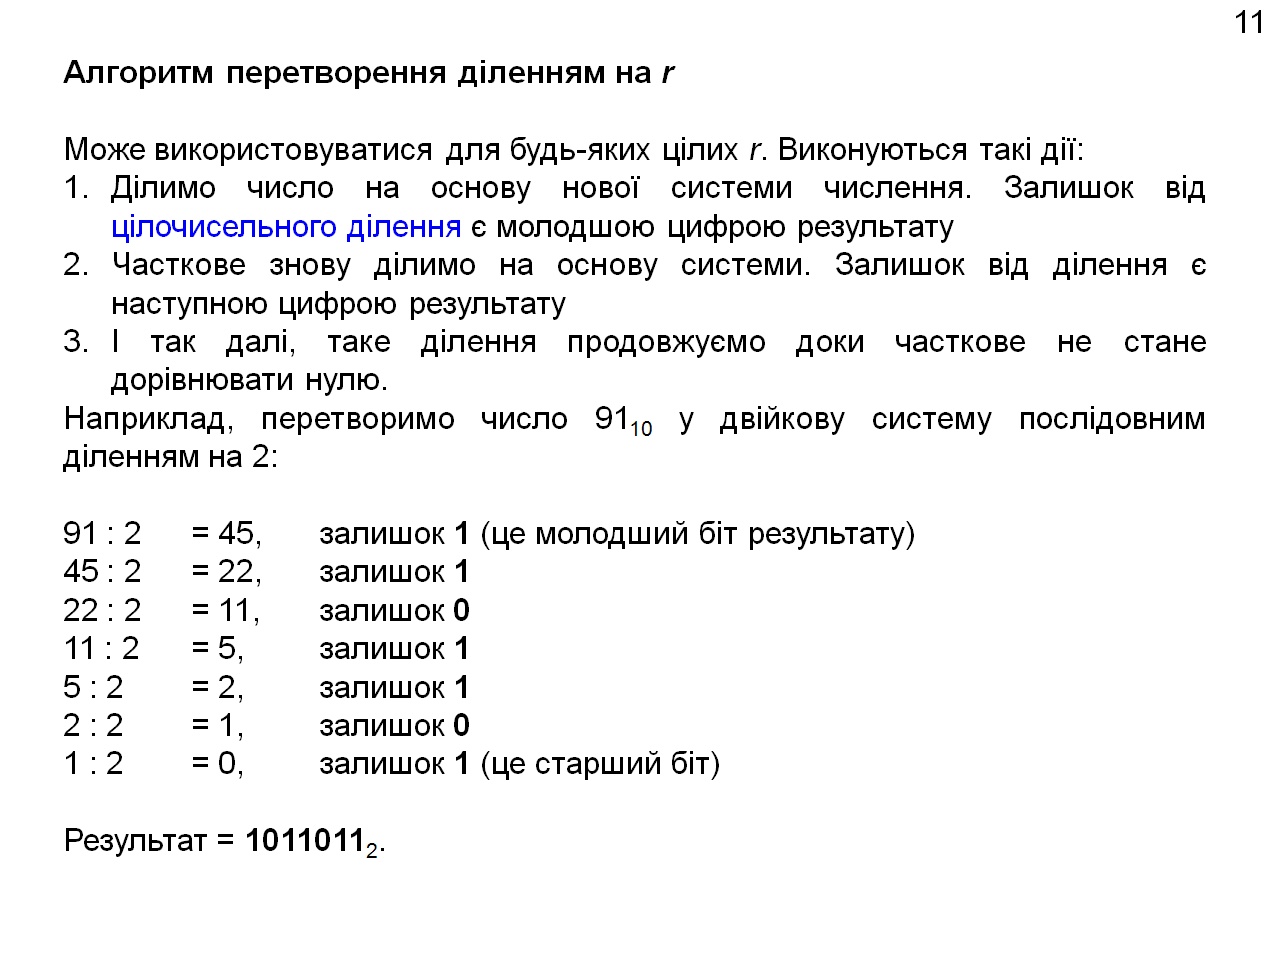 11
Алгоритм перетворення діленням на r
Може використовуватися для будь-яких цілих r. Виконуються такі дії:
1. Ділимо число на основу нової системи числення. Залишок від
цілочисельного ділення є молодшою цифрою результату
2. Часткове знову ділимо на основу системи. Залишок від ділення є
наступною цифрою результату
3. І так далі, таке ділення продовжуємо доки часткове не стане
дорівнювати нулю.
Наприклад, перетворимо число 91₁₀ у двійкову систему послідовним
діленням на 2:
91 : 2 = 45, залишок 1 (це молодший біт результату)
45 : 2 = 22, залишок 1
22 : 2 = 11, залишок 0
11 : 2 = 5, залишок 1
5 : 2 = 2, залишок 1
2 : 2 = 1, залишок 0
1 : 2 = 0, залишок 1 (це старший біт)
Результат = 1011011₂.